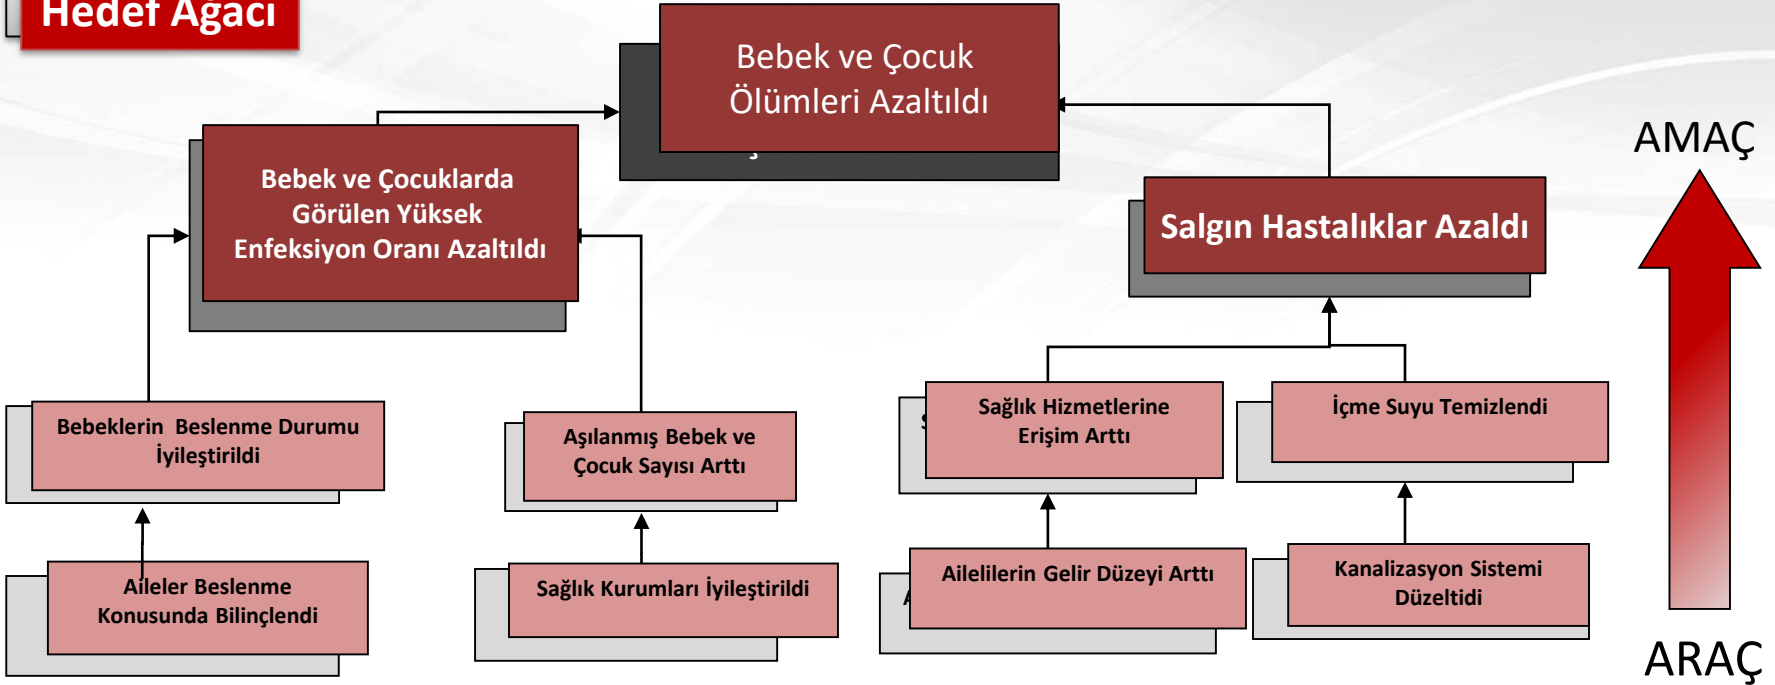 Hedef Ağacı
Bebek ve Çocuk
Ölümleri Azaltıldı
Bebek ve Çocuklarda
Görülen Yüksek
Enfeksiyon Oranı Azaltıldı
Salgın Hastalıklar Azaldı
AMAÇ
Bebeklerin Beslenme Durumu
İyileştirildi
Aşılanmış Bebek ve
Çocuk Sayısı Arttı
Sağlık Hizmetlerine
Erişim Arttı
İçme Suyu Temizlendi
Aileler Beslenme
Konusunda Bilinçlendi
Sağlık Kurumları İyileştirildi
Ailelilerin Gelir Düzeyi Arttı
Kanalizasyon Sistemi
Düzeltidi
ARAÇ